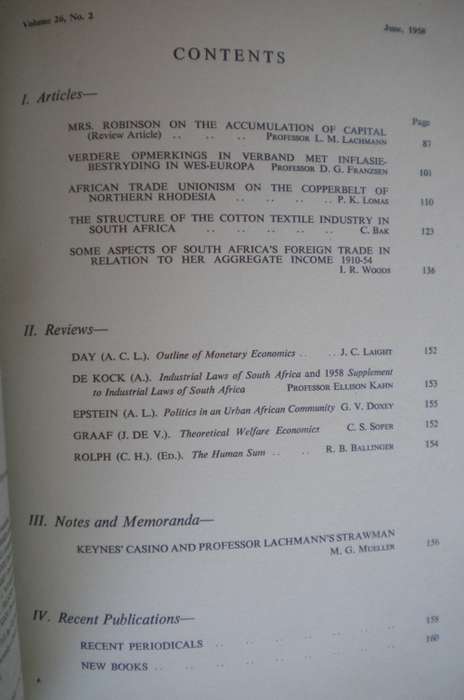 Volume 26, No. 2
June, 1958
CONTENTS
I. Articles—
Page
MRS. ROBINSON ON THE ACCUMULATION OF CAPITAL
(Review Article) .. .. .. PROFESSOR L. M. LACHMANN 87
VERDERE OPMERKINGS IN VERBAND MET INFLASIE-
BESTRYDING IN WES-EUROPA PROFESSOR D. G. FRANZSEN 101
AFRICAN TRADE UNIONISM ON THE COPPERBELT OF
NORTHERN RHODESIA .. .. .. .. P. K. LOMAS 110
THE STRUCTURE OF THE COTTON TEXTILE INDUSTRY IN
SOUTH AFRICA .. .. .. .. .. C. BAK 123
SOME ASPECTS OF SOUTH AFRICA'S FOREIGN TRADE IN
RELATION TO HER AGGREGATE INCOME 1910-54
I. R. WOODS 136
II. Reviews—
DAY (A. C. L.). Outline of Monetary Economics .. .. J. C. LAIGHT 152
DE KOCK (A.). Industrial Laws of South Africa and 1958 Supplement
to Industrial Laws of South Africa PROFESSOR ELLISON KAHN 153
EPSTEIN (A. L.). Politics in an Urban African Community G. V. DOXEY 155
GRAAF (J. DE V.). Theoretical Welfare Economics C. S. SOPER 152
ROLPH (C. H.). (ED.). The Human Sum .. .. R. B. BALLINGER 154
III. Notes and Memoranda—
KEYNES' CASINO AND PROFESSOR LACHMANN'S STRAWMAN
M. G. MUELLER 156
IV. Recent Publications—
RECENT PERIODICALS .. .. .. .. .. .. 158
NEW BOOKS .. .. .. .. .. .. .. 160